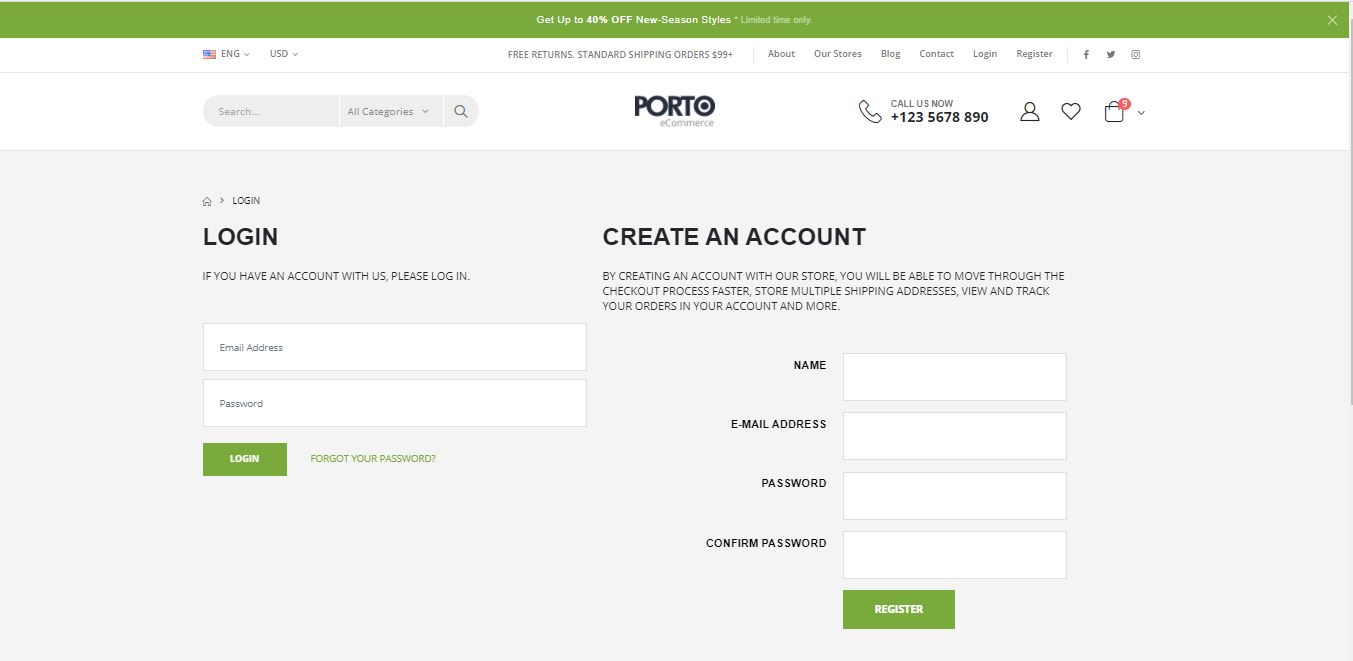 Get Up to 40% OFF New-Season Styles * Limited time only.
ENG USD FREE RETURNS. STANDARD SHIPPING ORDERS $99+ About Our Stores Blog Contact Login Register
Search... All Categories
PORTO
eCommerce
CALL US NOW
+123 5678 890
9
LOGIN
LOGIN
IF YOU HAVE AN ACCOUNT WITH US, PLEASE LOG IN.
Email Address
Password
LOGIN FORGOT YOUR PASSWORD?
CREATE AN ACCOUNT
BY CREATING AN ACCOUNT WITH OUR STORE, YOU WILL BE ABLE TO MOVE THROUGH THE
CHECKOUT PROCESS FASTER, STORE MULTIPLE SHIPPING ADDRESSES, VIEW AND TRACK
YOUR ORDERS IN YOUR ACCOUNT AND MORE.
NAME
E-MAIL ADDRESS
PASSWORD
CONFIRM PASSWORD
REGISTER